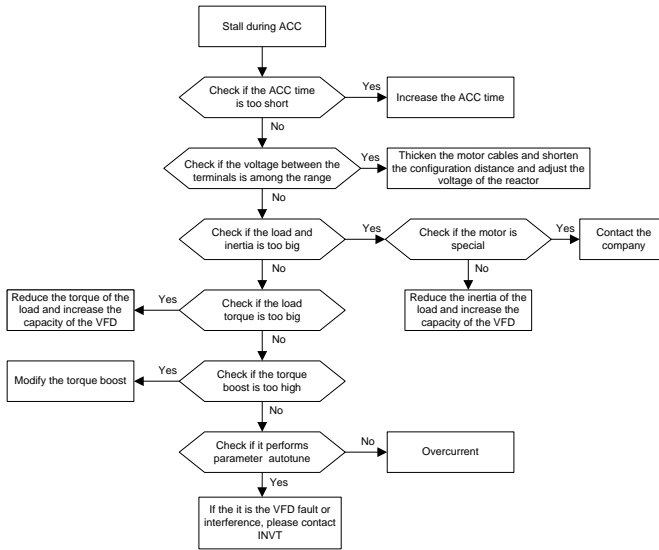 Stall during ACC
Check if the ACC time
is too short
Yes
Increase the ACC time
No
Check if the voltage between the
terminals is among the range
Yes
Thicken the motor cables and shorten
the configuration distance and adjust the
voltage of the reactor
No
Check if the load and
inertia is too big
Yes
Check if the motor is
special
Yes
Contact the
company
No
No
Reduce the inertia of the
load and increase the
capacity of the VFD
Check if the load
torque is too big
Yes
Reduce the torque of the
load and increase the
capacity of the VFD
No
Check if the torque
boost is too high
Yes
Modify the torque boost
No
Check if it performs
parameter autotune
No
Overcurrent
Yes
If the it is the VFD fault or
interference, please contact
INVT